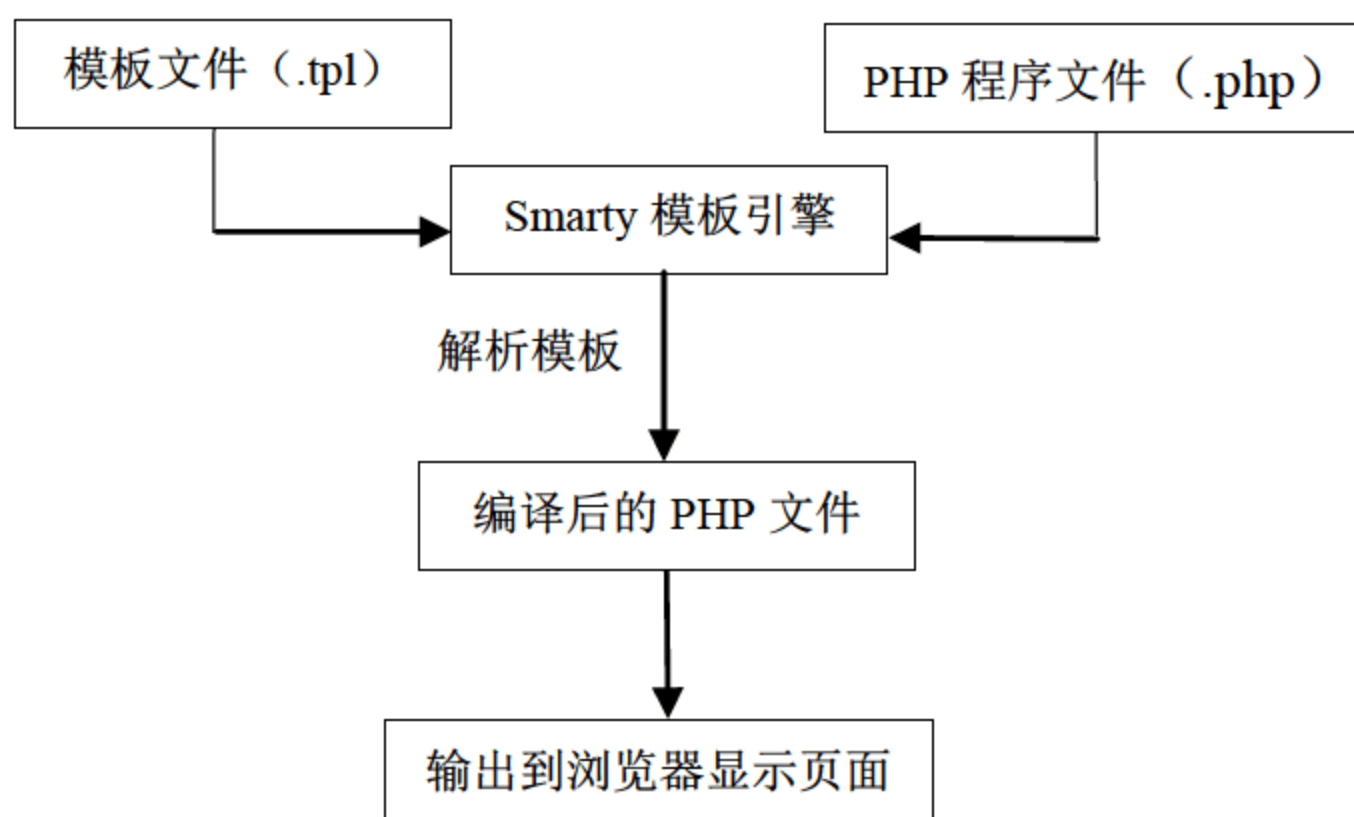 模板文件（.tpl）
PHP 程序文件（.php）
Smarty 模板引擎
解析模板
编译后的 PHP 文件
输出到浏览器显示页面